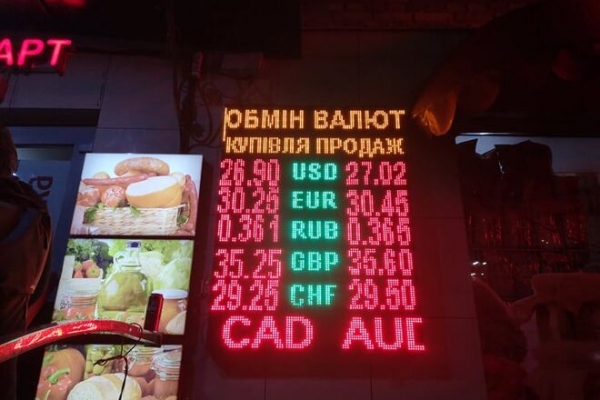 АРТ
ОБМІН ВАЛЮТ
КУПІВЛЯ ПРОДАЖ
26.90 USD 27.02
30.25 EUR 30.45
0.361 RUB 0.365
35.25 GBP 35.60
29.25 CHF 29.50
CAD AUD